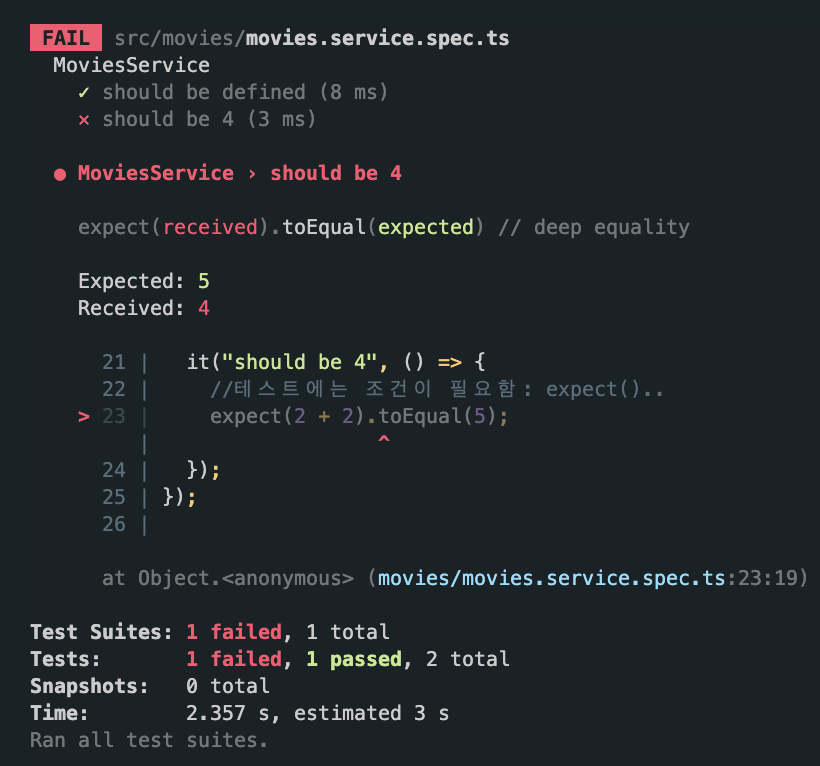 FAIL src/movies/movies.service.spec.ts
MoviesService
✓ should be defined (8 ms)
✕ should be 4 (3 ms)
● MoviesService › should be 4
expect(received).toEqual(expected) // deep equality
Expected: 5
Received: 4
21 |   it("should be 4", () => {
22 |     //테스트에는 조건이 필요함: expect()..
> 23 |     expect(2 + 2).toEqual(5);
|                   ^
24 |   });
25 | });
26 |
at Object.<anonymous> (movies/movies.service.spec.ts:23:19)
Test Suites: 1 failed, 1 total
Tests:       1 failed, 1 passed, 2 total
Snapshots:   0 total
Time:        2.357 s, estimated 3 s
Ran all test suites.